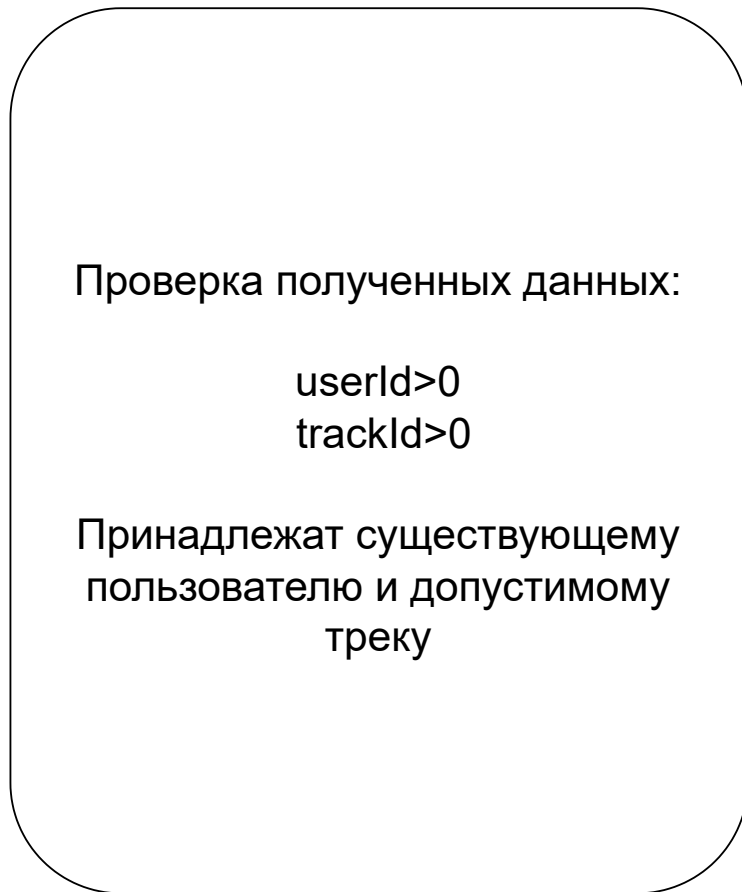 Проверка полученных данных:
userId>0
trackId>0
Принадлежат существующему
пользователю и допустимому
треку